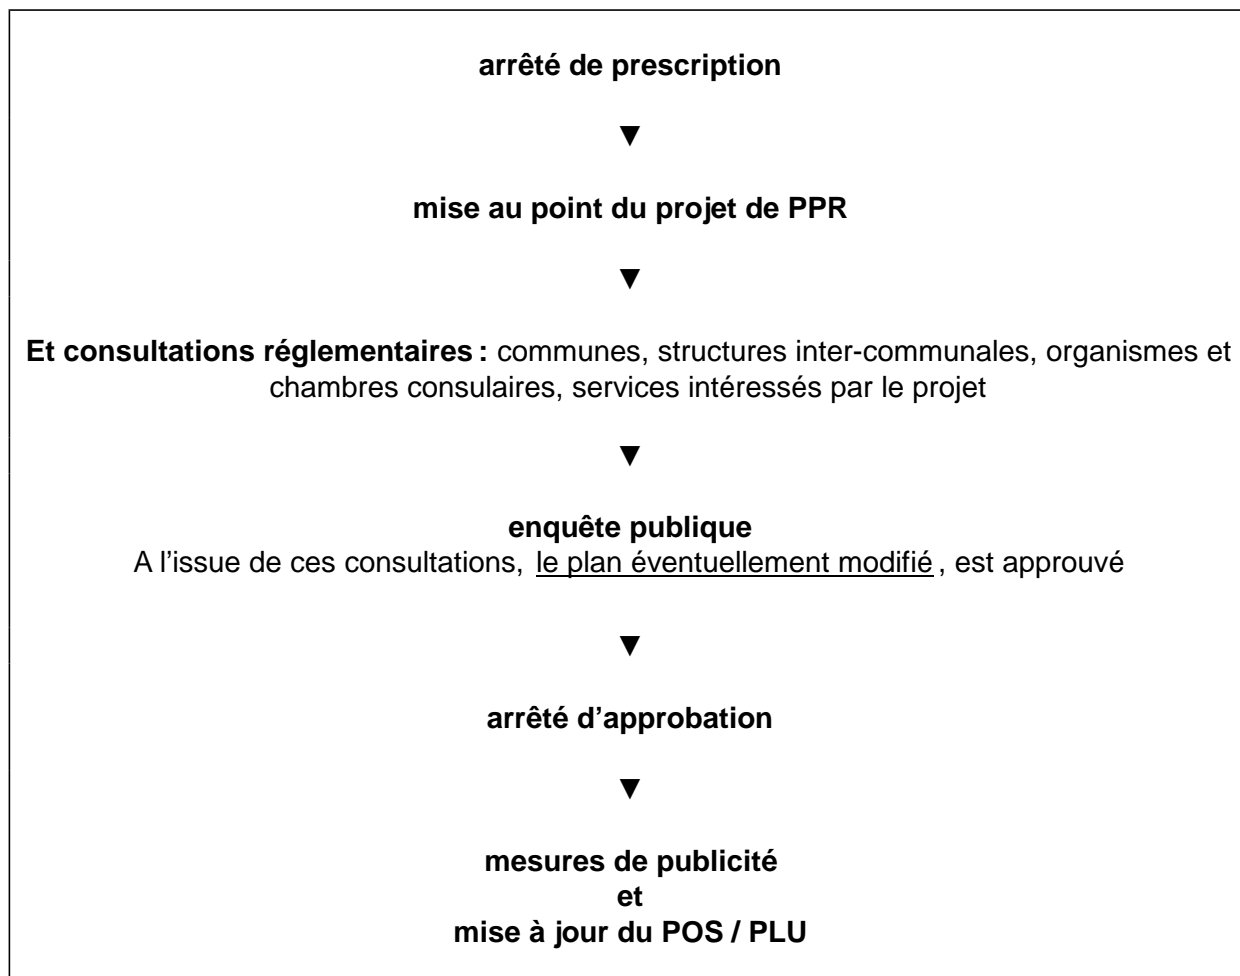 arrêté de prescription
▼
mise au point du projet de PPR
▼
Et consultations réglementaires : communes, structures inter-communales, organismes et
chambres consulaires, services intéressés par le projet
▼
enquête publique
A l’issue de ces consultations, le plan éventuellement modifié , est approuvé
▼
arrêté d’approbation
▼
mesures de publicité
et
mise à jour du POS / PLU